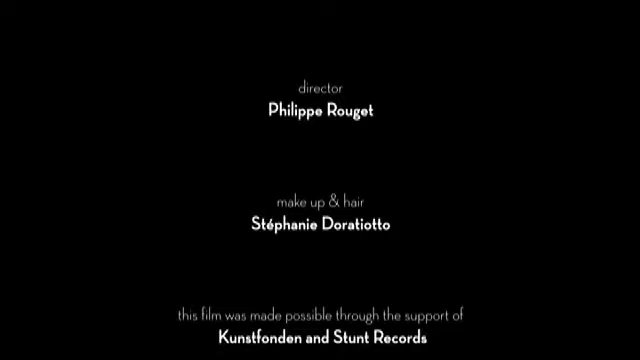 director
Philippe Rouget
make up & hair
Stéphanie Doratiotto
this film was made possible through the support of
Kunstfonden and Stunt Records